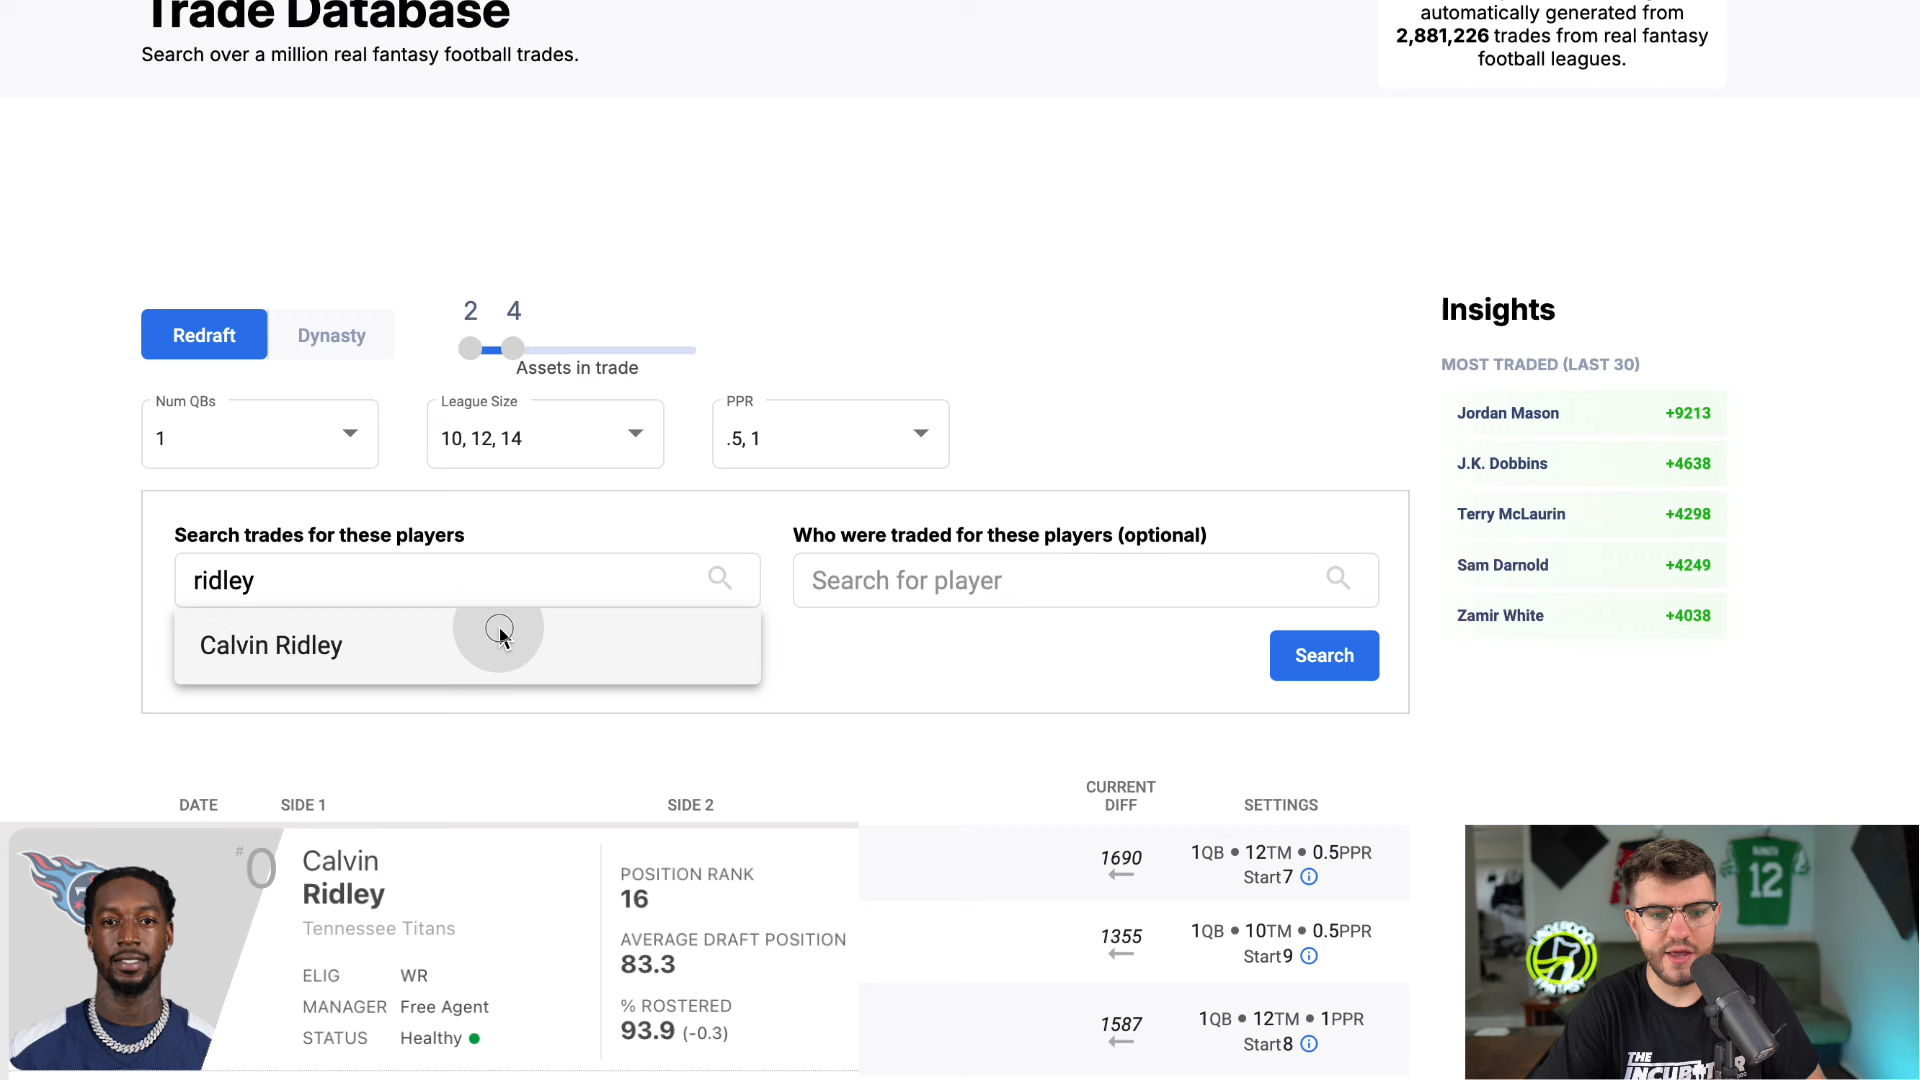 Trade Database
Search over a million real fantasy football trades.
automatically generated from
2,881,226 trades from real fantasy
football leagues.
Redraft
Dynasty
2 4
Assets in trade
Num QBs
1
League Size
10, 12, 14
PPR
.5, 1
Search trades for these players
ridley
Calvin Ridley
Who were traded for these players (optional)
Search for player
Search
Insights
MOST TRADED (LAST 30)
Jordan Mason +9213
J.K. Dobbins +4638
Terry McLaurin +4298
Sam Darnold +4249
Zamir White +4038
DATE SIDE 1 SIDE 2 CURRENT DIFF SETTINGS
#0
Calvin
Ridley
Tennessee Titans
ELIG WR
MANAGER Free Agent
STATUS Healthy
POSITION RANK
16
AVERAGE DRAFT POSITION
83.3
% ROSTERED
93.9 (-0.3)
1690
1QB • 12TM • 0.5PPR
Start7
1355
1QB • 10TM • 0.5PPR
Start9
1587
1QB • 12TM • 1PPR
Start8
UNDERDOG
FANTASY
12
THE